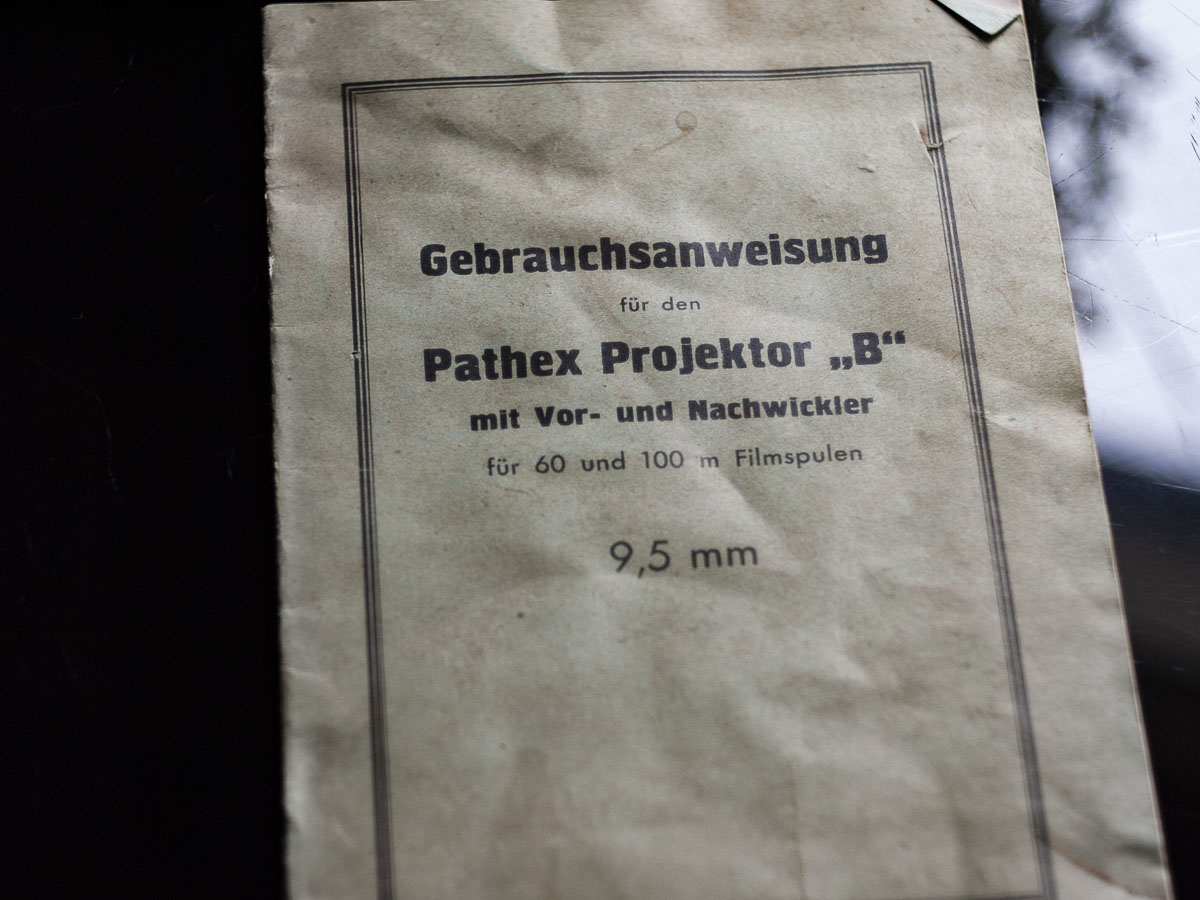 Gebrauchsanweisung
für den
Pathex Projektor „B“
mit Vor- und Nachwickler
für 60 und 100 m Filmspulen
9,5 mm